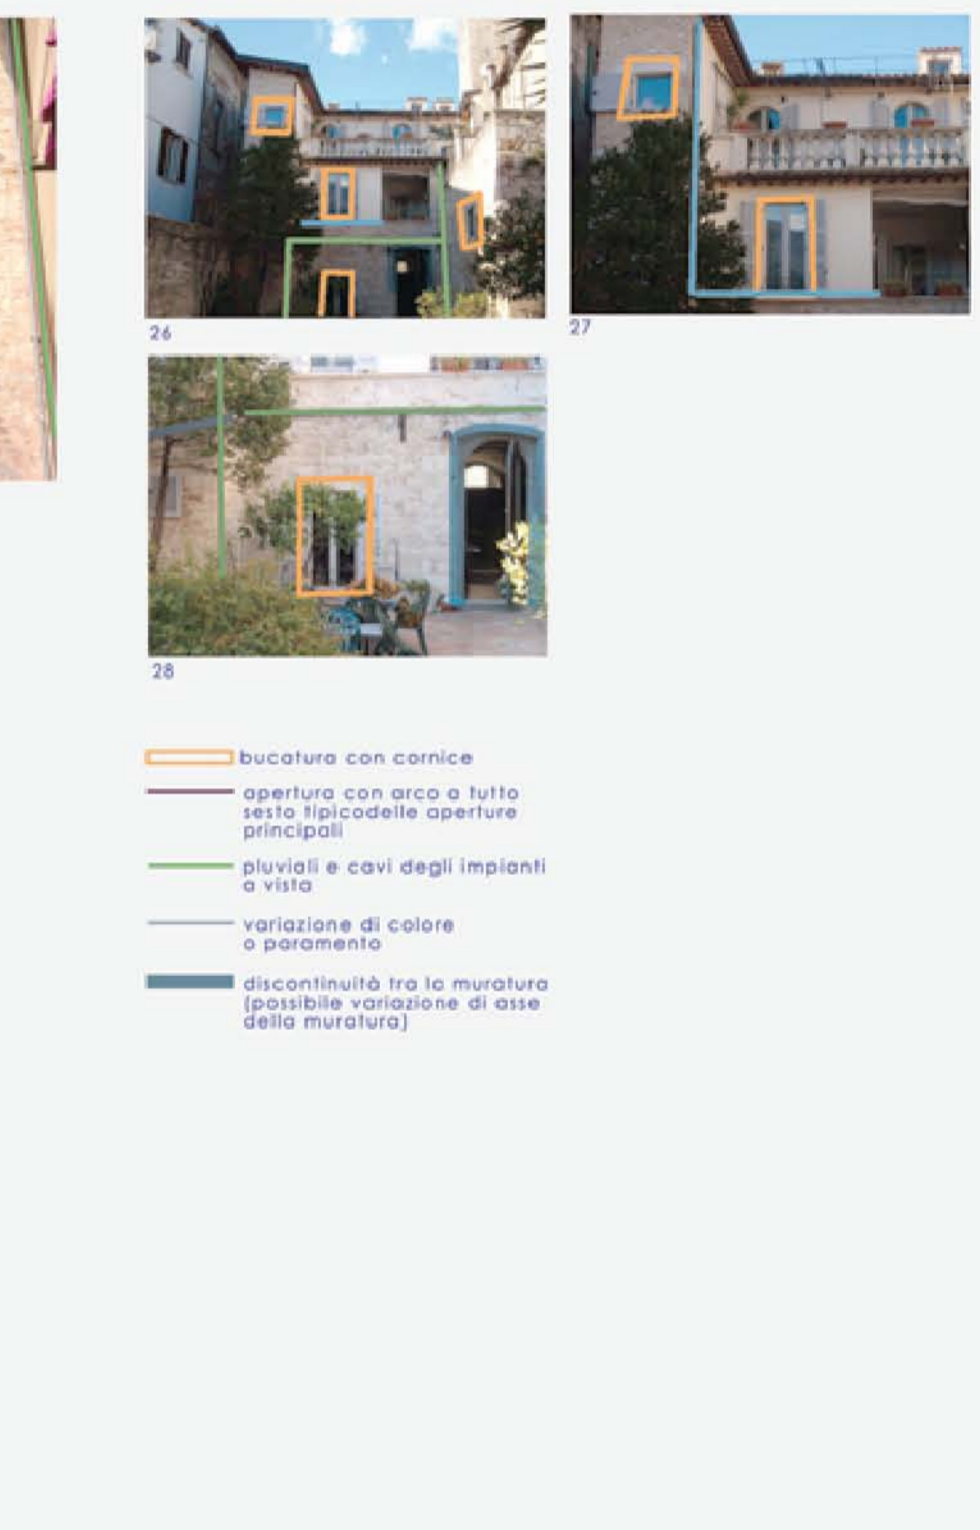 26
27
28
bucatura con cornice
apertura con arco a tutto
sesto tipicodelle aperture
principali
pluviali e cavi degli impianti
a vista
variazione di colore
o paramento
discontinuità tra la muratura
(possibile variazione di asse
della muratura)